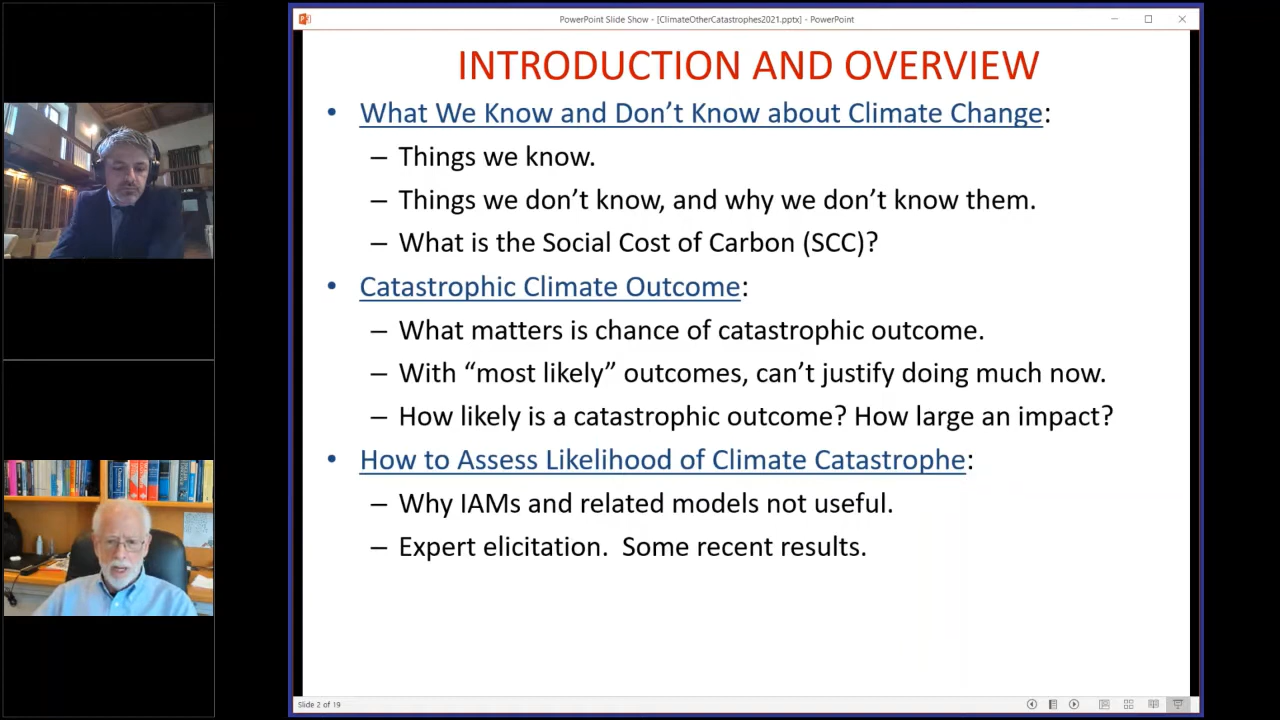 PowerPoint Slide Show - [ClimateOtherCatastrophes2021.pptx] - PowerPoint
INTRODUCTION AND OVERVIEW
• What We Know and Don’t Know about Climate Change:
– Things we know.
– Things we don’t know, and why we don’t know them.
– What is the Social Cost of Carbon (SCC)?
• Catastrophic Climate Outcome:
– What matters is chance of catastrophic outcome.
– With “most likely” outcomes, can’t justify doing much now.
– How likely is a catastrophic outcome? How large an impact?
• How to Assess Likelihood of Climate Catastrophe:
– Why IAMs and related models not useful.
– Expert elicitation. Some recent results.
Slide 2 of 19